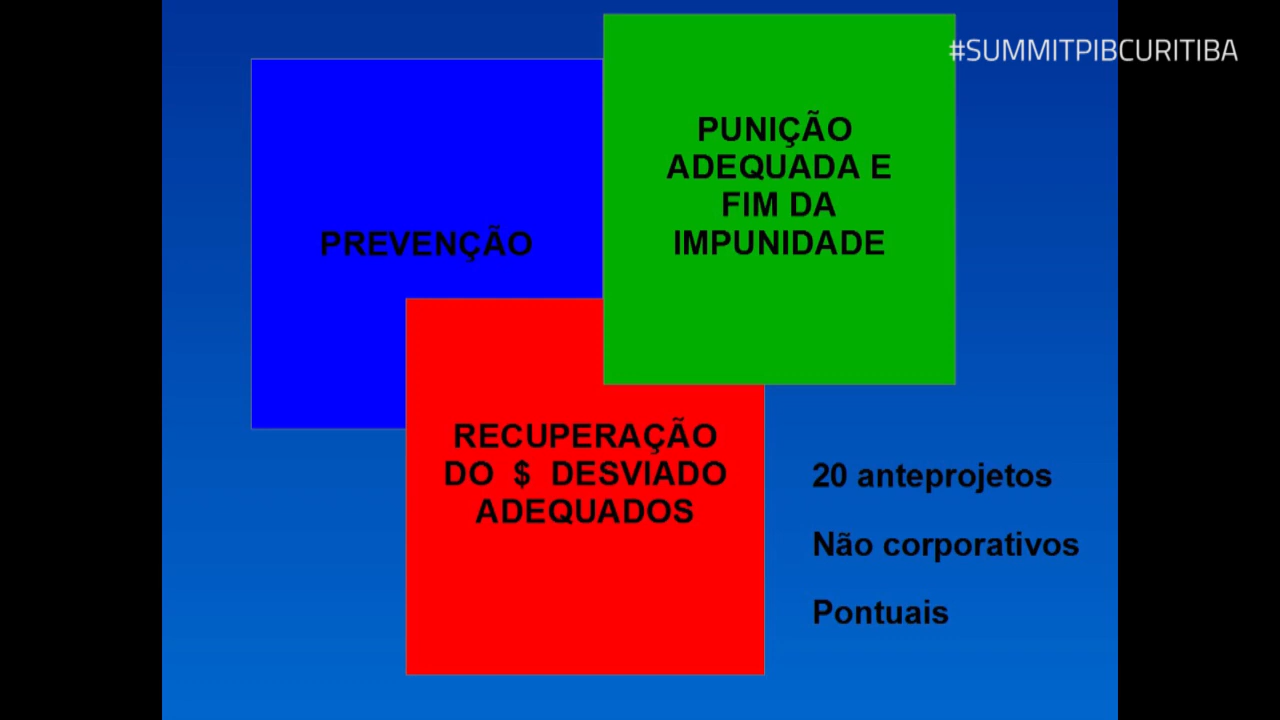 #SUMMITPIBCURITIBA
PUNIÇÃO
ADEQUADA E
FIM DA
IMPUNIDADE
PREVENÇÃO
RECUPERAÇÃO
DO $ DESVIADO
ADEQUADOS
20 anteprojetos
Não corporativos
Pontuais